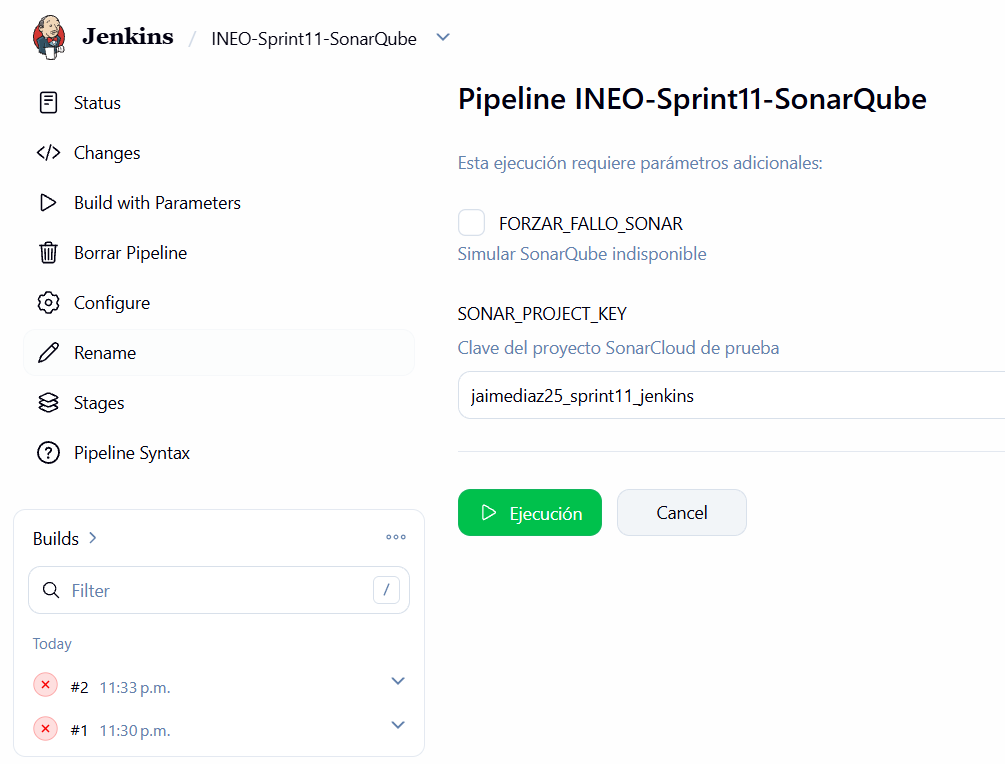 Jenkins / INEO-Sprint11-SonarQube
Status
Changes
Build with Parameters
Borrar Pipeline
Configure
Rename
Stages
Pipeline Syntax
Builds
Filter /
Today
#2 11:33 p.m.
#1 11:30 p.m.
Pipeline INEO-Sprint11-SonarQube
Esta ejecución requiere parámetros adicionales:
FORZAR_FALLO_SONAR
Simular SonarQube indisponible
SONAR_PROJECT_KEY
Clave del proyecto SonarCloud de prueba
jaimediaz25_sprint11_jenkins
Ejecución
Cancel